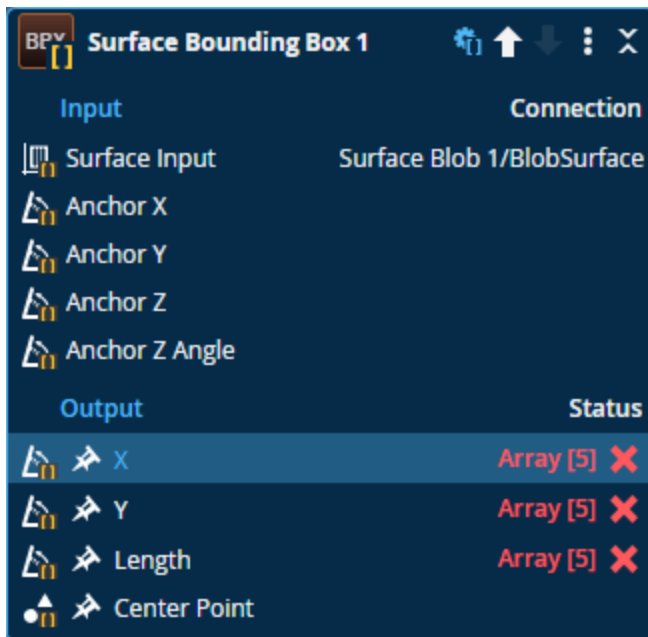 BPX [] Surface Bounding Box 1 []
Input Connection
Surface Input Surface Blob 1/BlobSurface
Anchor X
Anchor Y
Anchor Z
Anchor Z Angle
Output Status
X Array [5]
Y Array [5]
Length Array [5]
Center Point